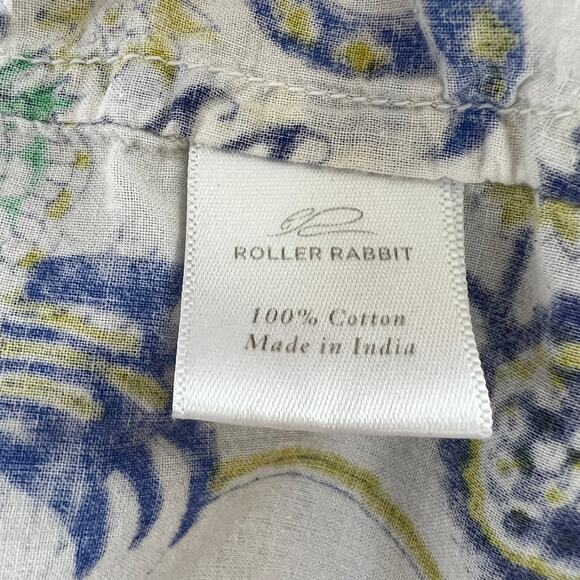 ROLLER RABBIT
100% Cotton
Made in India